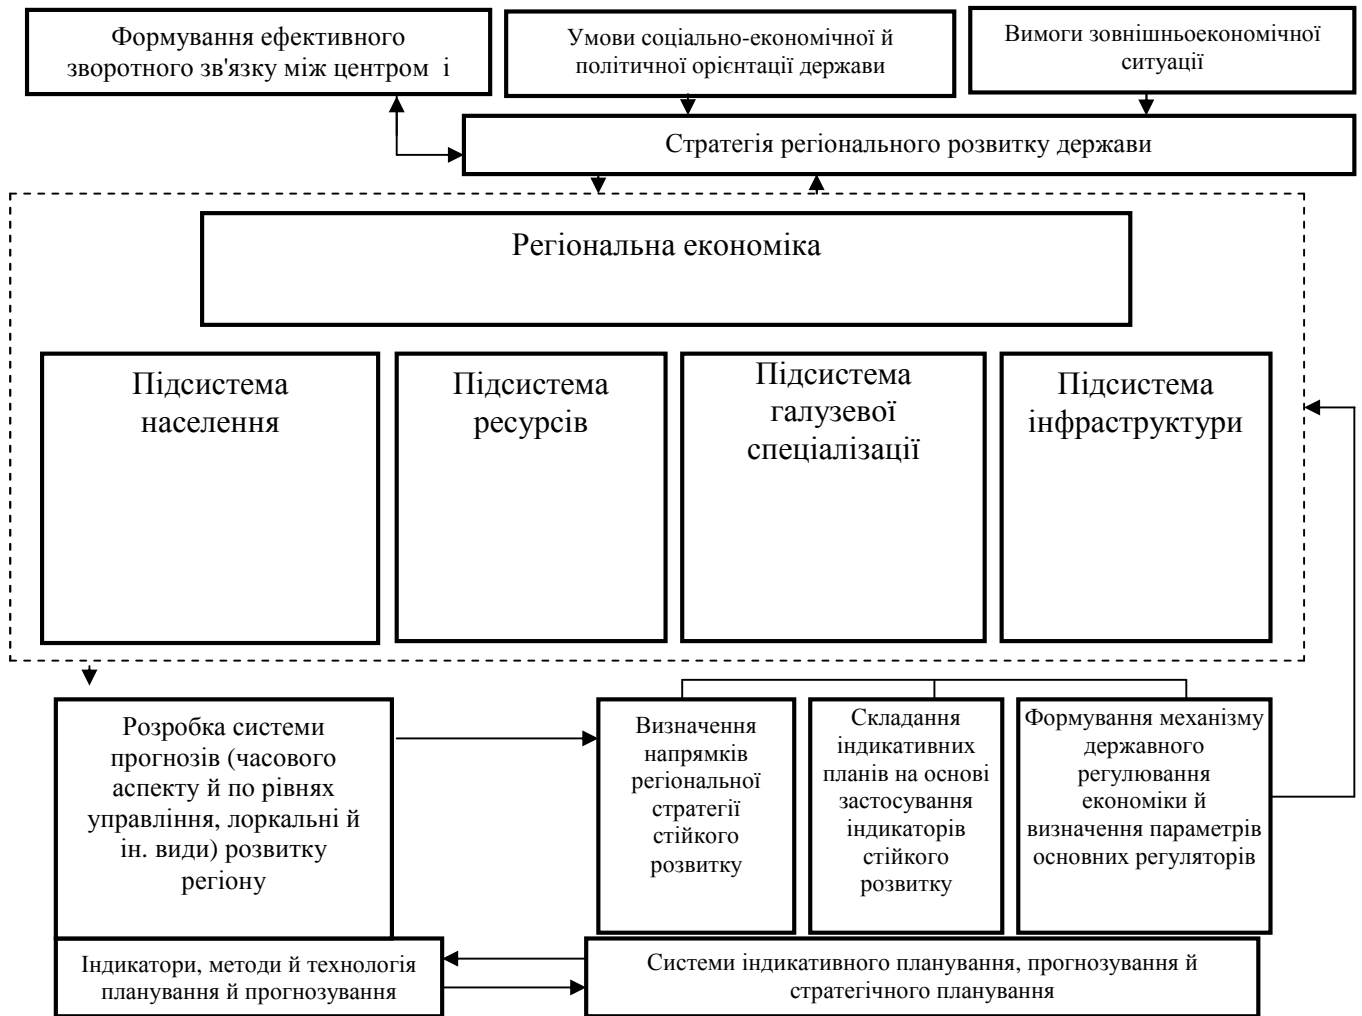 Формування ефективного
зворотного зв'язку між центром і
Умови соціально-економічної й
політичної орієнтації держави
Вимоги зовнішньоекономічної
ситуації
Стратегія регіонального розвитку держави
Регіональна економіка
Підсистема
населення
Підсистема
ресурсів
Підсистема
галузевої
спеціалізації
Підсистема
інфраструктури
Розробка системи
прогнозів (часового
аспекту й по рівнях
управління, лоркальні й
ін. види) розвитку
регіону
Визначення
напрямків
регіональної
стратегії
стійкого
розвитку
Складання
індикативних
планів на основі
застосування
індикаторів
стійкого
розвитку
Формування механізму
державного
регулювання
економіки й
визначення параметрів
основних регуляторів
Індикатори, методи й технологія
планування й прогнозування
Системи індикативного планування, прогнозування й
стратегічного планування